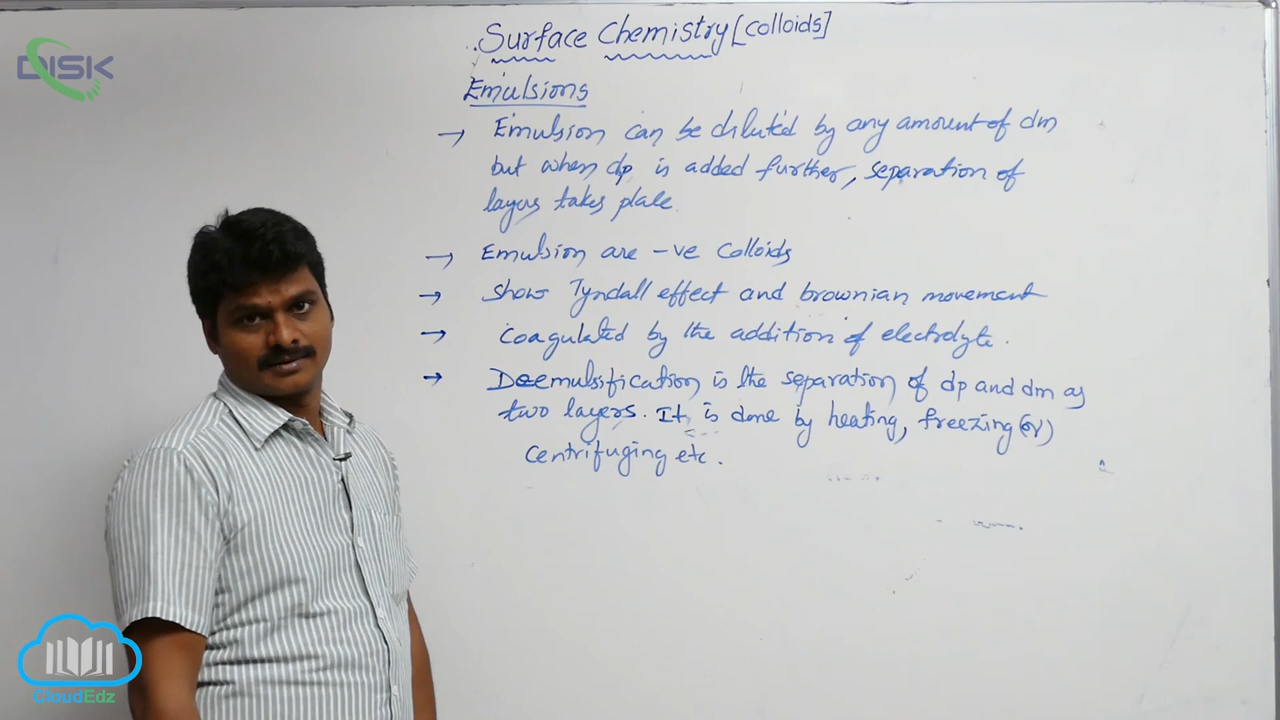 DISK
Surface Chemistry [colloids]
Emulsions
→ Emulsion can be diluted by any amount of dm
but when dp is added further, separation of
layers takes place.
→ Emulsion are -ve colloids
→ show Tyndall effect and brownian movement
→ coagulated by the addition of electrolyte.
→ Deemulsification is the separation of dp and dm as
two layers. It is done by heating, freezing (or)
centrifuging etc.
CloudEdz